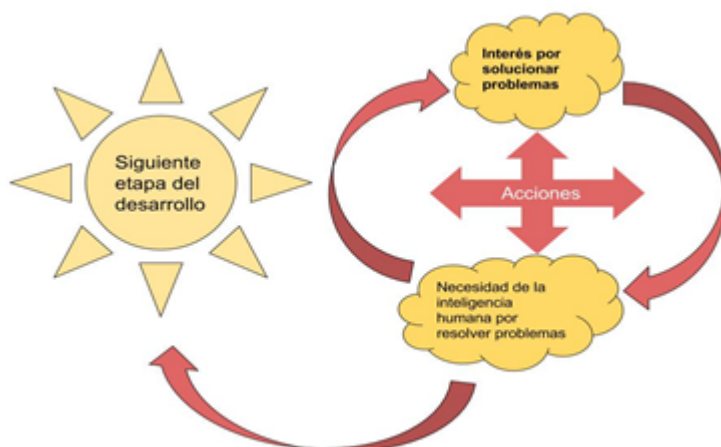 Siguiente
etapa del
desarrollo
Interés por
solucionar
problemas
Acciones
Necesidad de la
inteligencia
humana por
resolver problemas